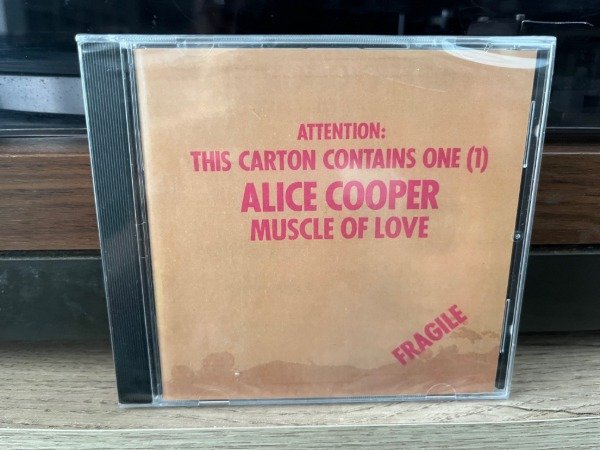 ATTENTION:
THIS CARTON CONTAINS ONE (1)
ALICE COOPER
MUSCLE OF LOVE
FRAGILE